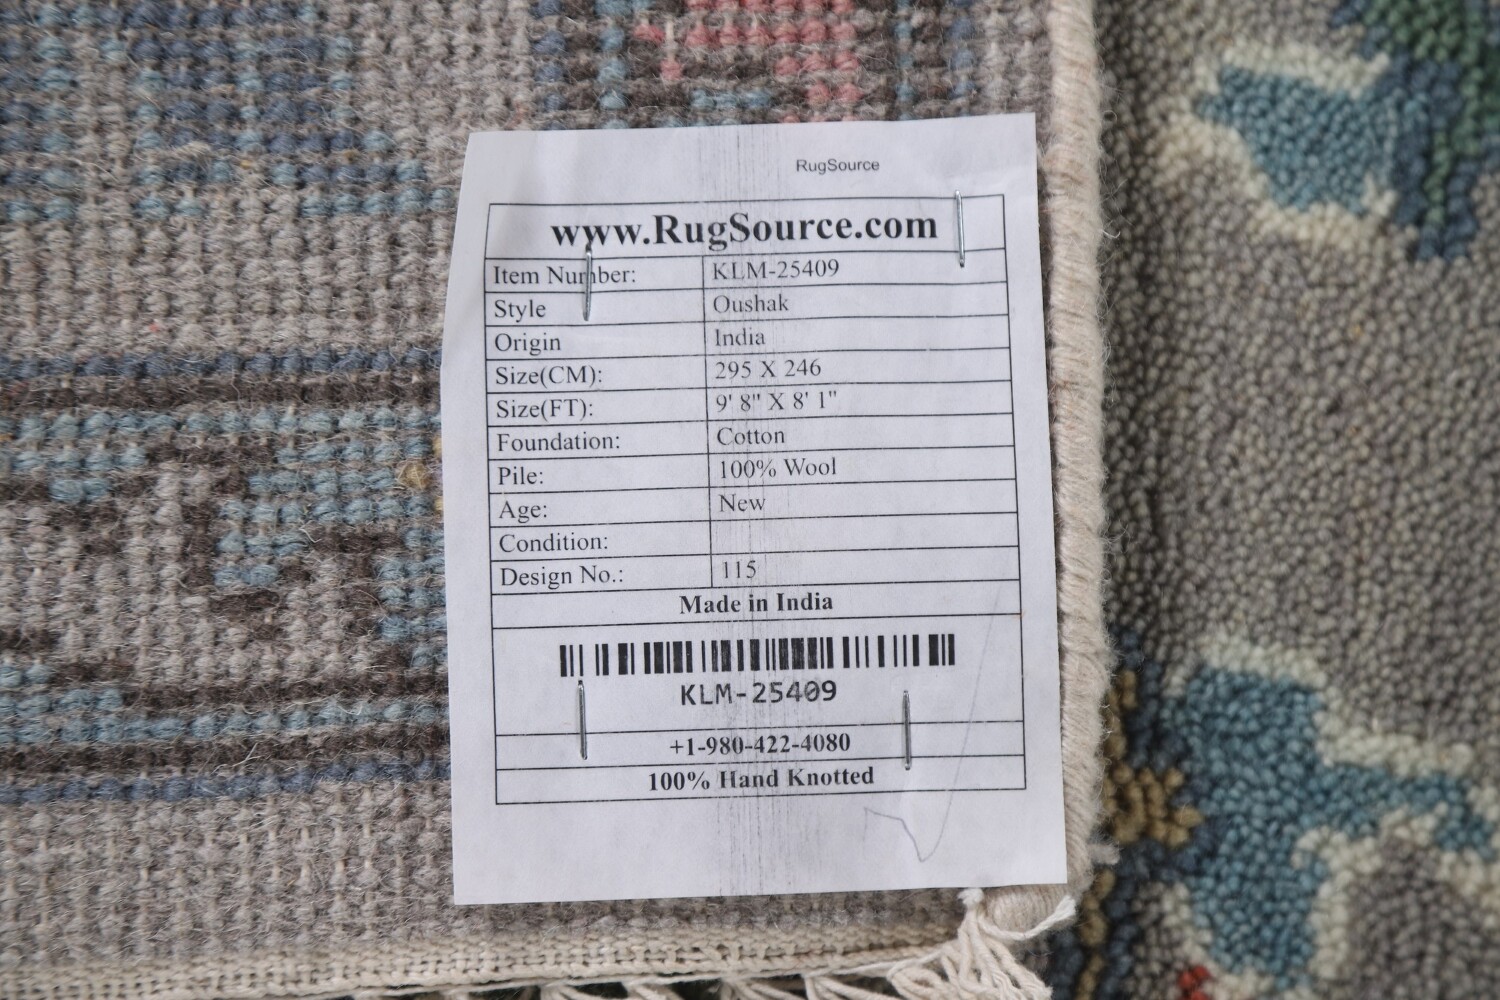 RugSource
www.RugSource.com
Item Number: KLM-25409
Style Oushak
Origin India
Size(CM): 295 X 246
Size(FT): 9' 8" X 8' 1"
Foundation: Cotton
Pile: 100% Wool
Age: New
Condition:
Design No.: 115
Made in India
KLM-25409
+1-980-422-4080
100% Hand Knotted